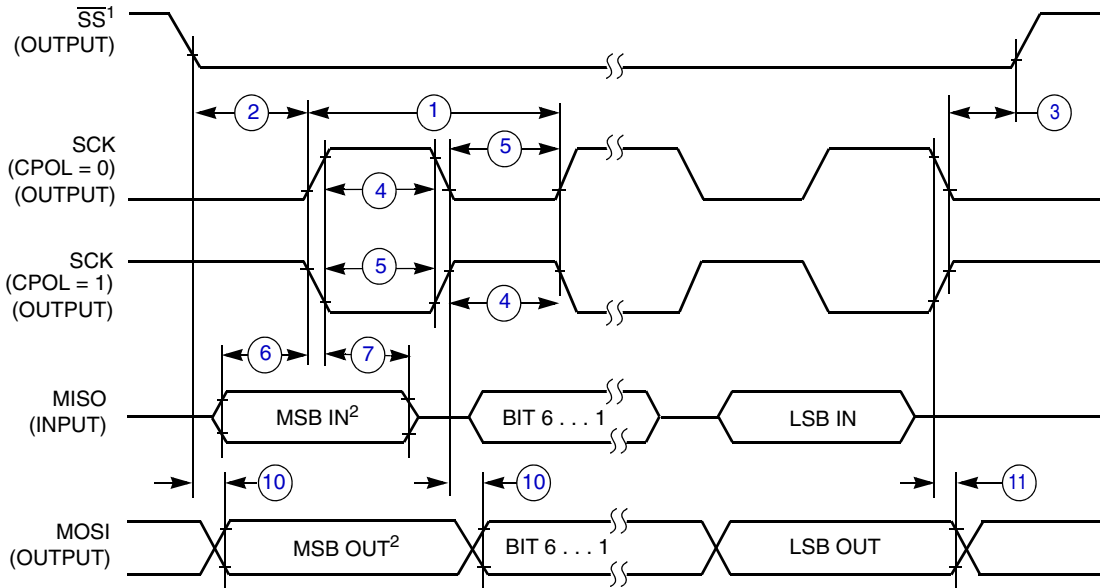 SS¹
(OUTPUT)
2
1
3
SCK
(CPOL = 0)
(OUTPUT)
5
4
SCK
(CPOL = 1)
(OUTPUT)
5
4
6
7
MISO
(INPUT)
MSB IN²
BIT 6 . . . 1
LSB IN
10
10
11
MOSI
(OUTPUT)
MSB OUT²
BIT 6 . . . 1
LSB OUT